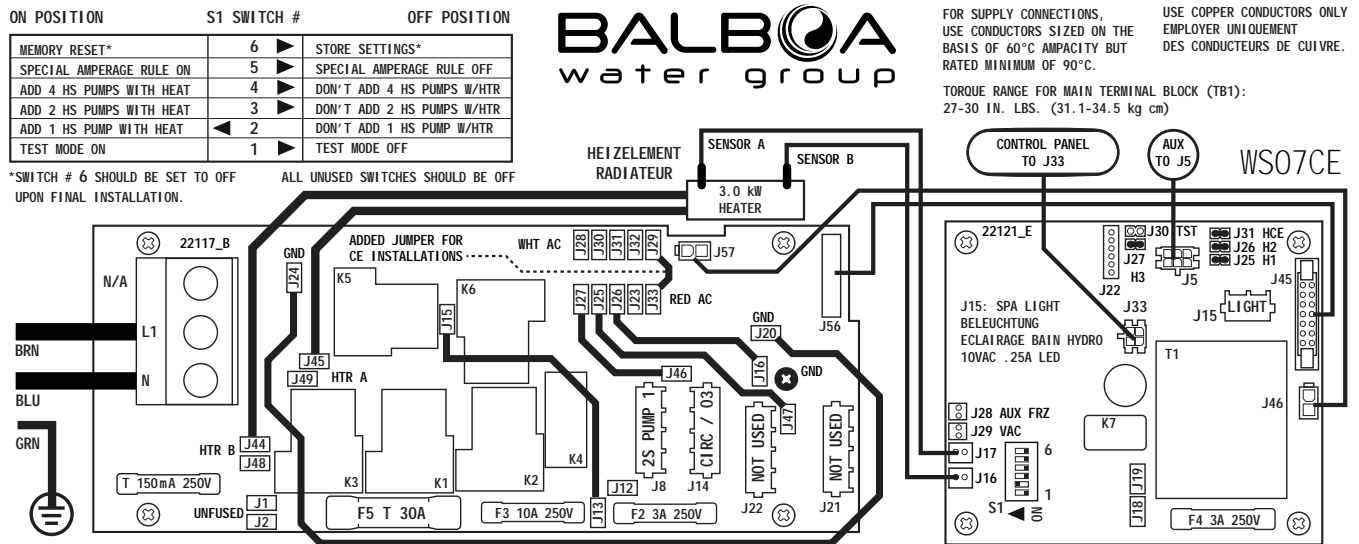 ON POSITION S1 SWITCH # OFF POSITION
MEMORY RESET* 6 ▶ STORE SETTINGS*
SPECIAL AMPERAGE RULE ON 5 ▶ SPECIAL AMPERAGE RULE OFF
ADD 4 HS PUMPS WITH HEAT 4 ▶ DON'T ADD 4 HS PUMPS W/HTR
ADD 2 HS PUMPS WITH HEAT 3 ▶ DON'T ADD 2 HS PUMPS W/HTR
ADD 1 HS PUMP WITH HEAT ◀ 2 DON'T ADD 1 HS PUMP W/HTR
TEST MODE ON 1 ▶ TEST MODE OFF
*SWITCH # 6 SHOULD BE SET TO OFF
UPON FINAL INSTALLATION.
ALL UNUSED SWITCHES SHOULD BE OFF
BALBOA
water group
FOR SUPPLY CONNECTIONS,
USE CONDUCTORS SIZED ON THE
BASIS OF 60°C AMPACITY BUT
RATED MINIMUM OF 90°C.
USE COPPER CONDUCTORS ONLY
EMPLOYER UNIQUEMENT
DES CONDUCTEURS DE CUIVRE.
TORQUE RANGE FOR MAIN TERMINAL BLOCK (TB1):
27-30 IN. LBS. (31.1-34.5 kg cm)
HEIZELEMENT
RADIATEUR
SENSOR A
SENSOR B
3.0 kW
HEATER
CONTROL PANEL
TO J33
AUX
TO J5
WS07CE
22117_B
N/A
L1
N
BRN
BLU
GRN
GND
J24
ADDED JUMPER FOR
CE INSTALLATIONS
WHT AC
J28
J30
J31
J32
J29
J57
K5
K6
J15
J27
J25
J26
J23
J33
RED AC
GND
J20
J56
J45
J49
HTR A
J46
J16
GND
J47
J44
HTR B
J48
K3
K1
K2
K4
2S PUMP 1
J8
CIRC / O3
J14
NOT USED
J22
NOT USED
J21
T 150mA 250V
UNFUSED
J1
J2
F5 T 30A
F3 10A 250V
J13
J12
F2 3A 250V
22121_E
J22
J30 TST
J27
H3
J5
J31 HCE
J26 H2
J25 H1
J45
J15: SPA LIGHT
BELEUCHTUNG
ECLAIRAGE BAIN HYDRO
10VAC .25A LED
J33
J15
LIGHT
T1
J46
K7
J28 AUX FRZ
J29 VAC
J17
J16
6
1
S1
ON
J19
J18
F4 3A 250V